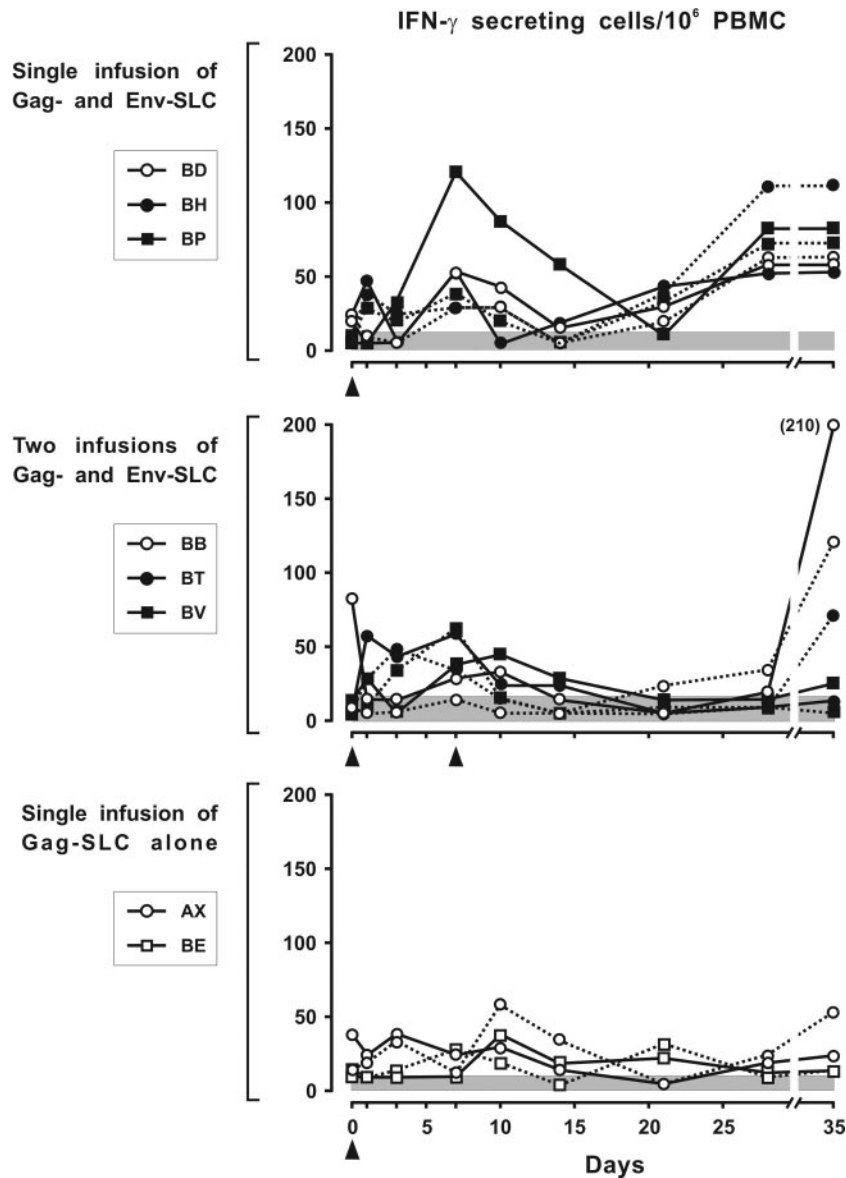 IFN-γ secreting cells/10⁶ PBMC
Single infusion of
Gag- and Env-SLC
BD
BH
BP
200
150
100
50
0
Two infusions of
Gag- and Env-SLC
BB
BT
BV
200
150
100
50
0
(210)
Single infusion of
Gag-SLC alone
AX
BE
200
150
100
50
0
0 5 10 15 20 25 35
Days